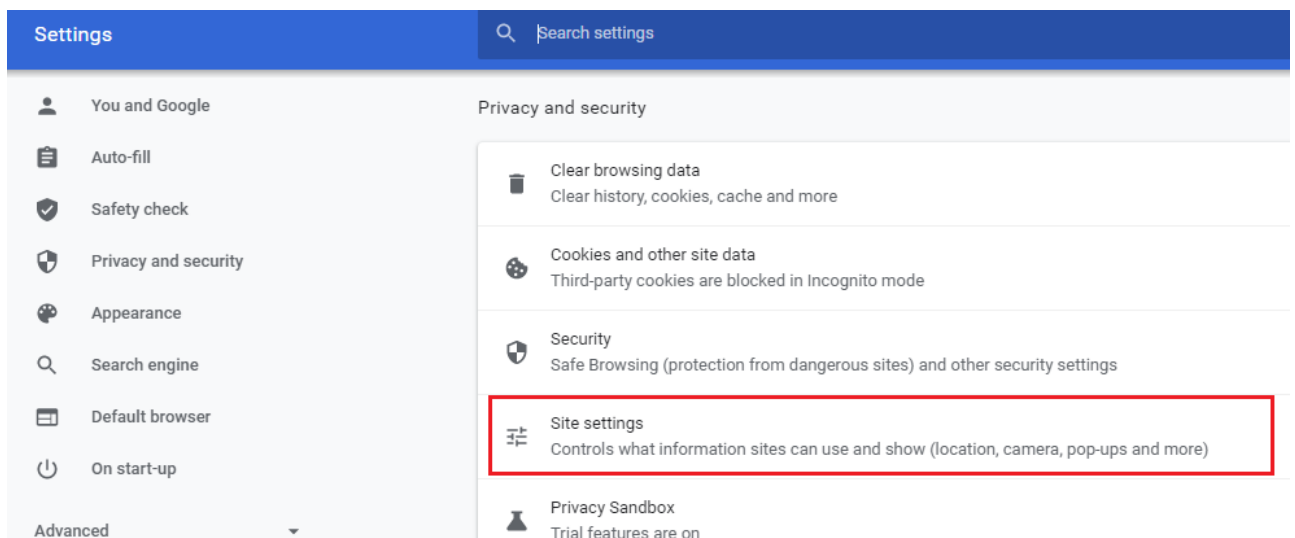 Settings
Search settings
You and Google
Auto-fill
Safety check
Privacy and security
Appearance
Search engine
Default browser
On start-up
Advanced
Privacy and security
Clear browsing data
Clear history, cookies, cache and more
Cookies and other site data
Third-party cookies are blocked in Incognito mode
Security
Safe Browsing (protection from dangerous sites) and other security settings
Site settings
Controls what information sites can use and show (location, camera, pop-ups and more)
Privacy Sandbox
Trial features are on